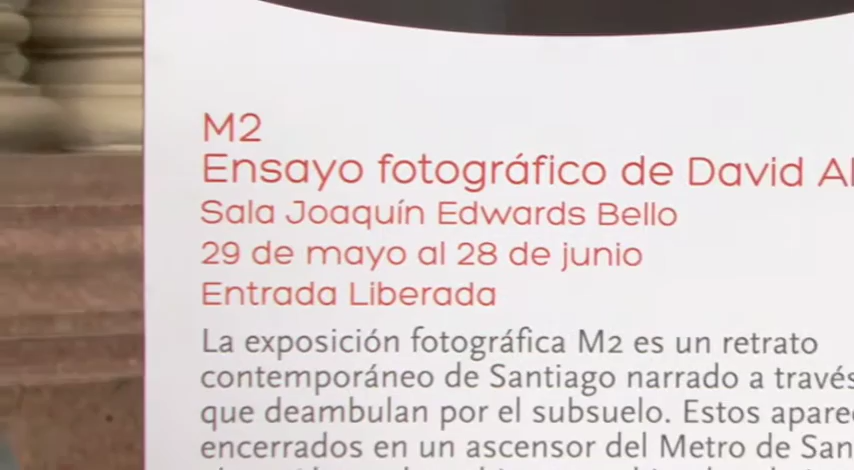 M2
Ensayo fotográfico de David
Sala Joaquín Edwards Bello
29 de mayo al 28 de junio
Entrada Liberada
La exposición fotográfica M2 es un retrato
contemporáneo de Santiago narrado a través
que deambulan por el subsuelo. Estos
encerrados en un ascensor del Metro de